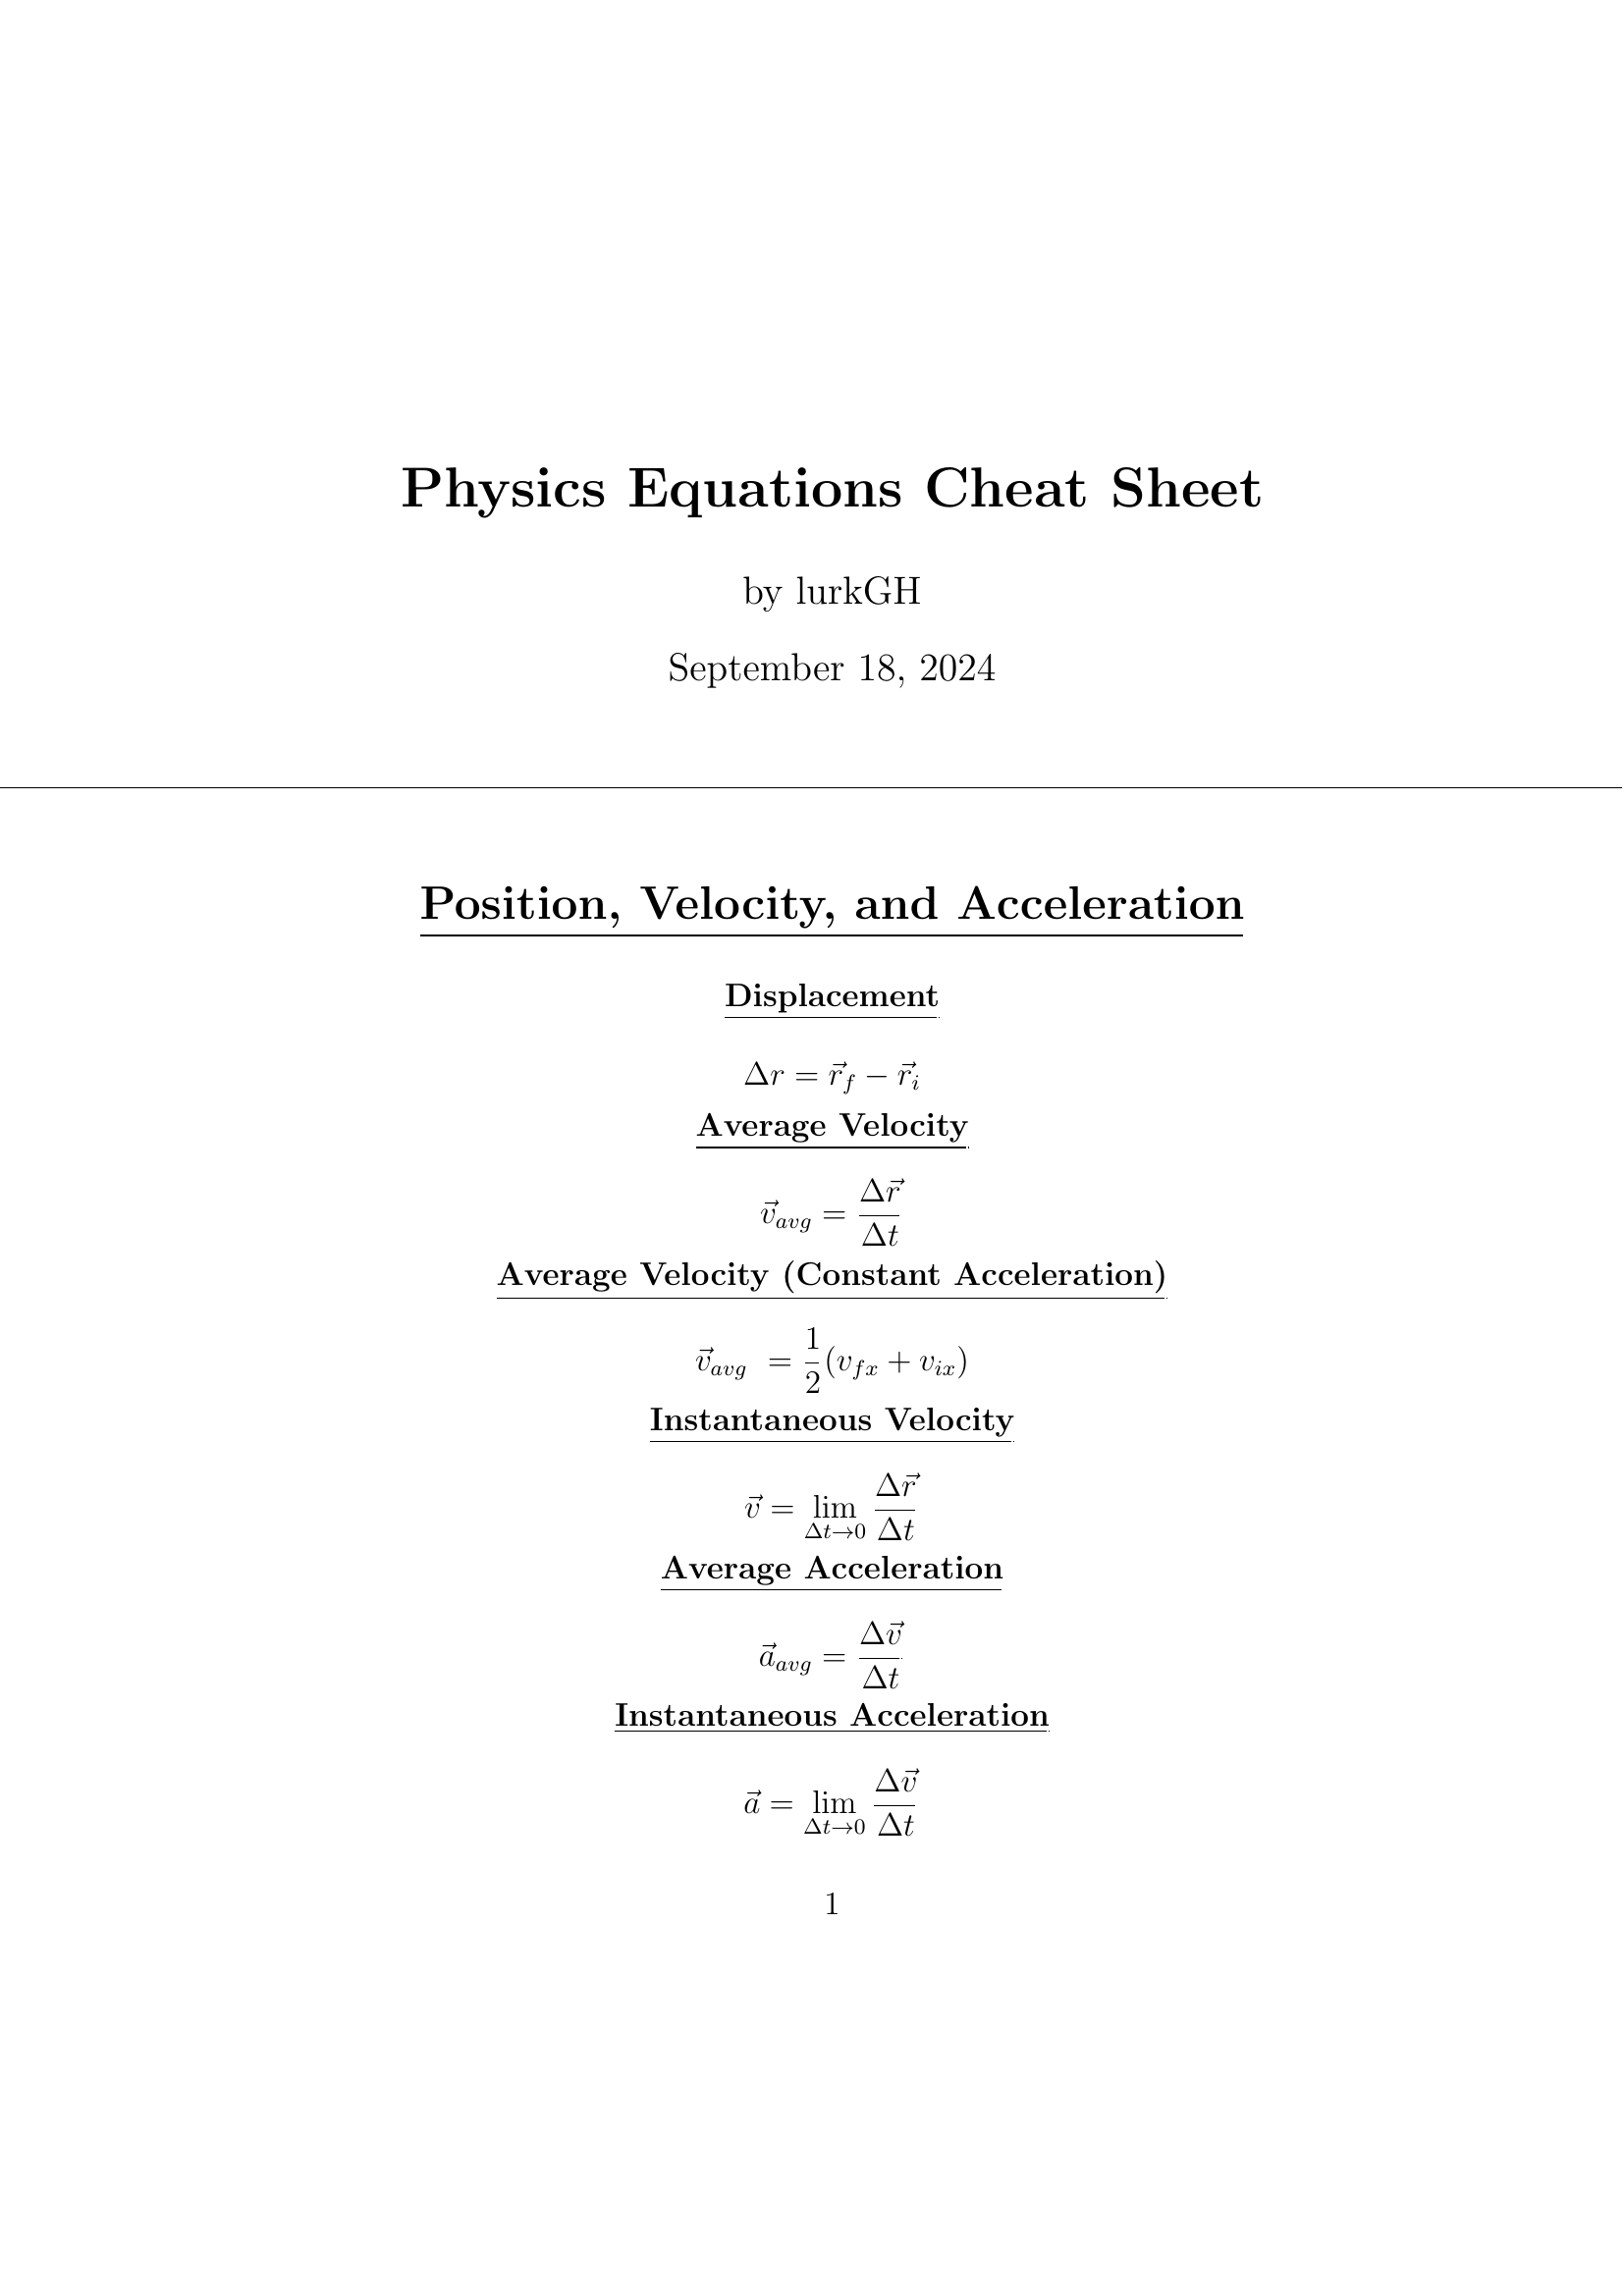 Physics Equations Cheat Sheet
by lurkGH
September 18, 2024
Position, Velocity, and Acceleration
Displacement
$\Delta r = \vec{r}_f - \vec{r}_i$
Average Velocity
$\vec{v}_{avg} = \frac{\Delta \vec{r}}{\Delta t}$
Average Velocity (Constant Acceleration)
$\vec{v}_{avg} = \frac{1}{2}(v_{fx} + v_{ix})$
Instantaneous Velocity
$\vec{v} = \lim_{\Delta t \to 0} \frac{\Delta \vec{r}}{\Delta t}$
Average Acceleration
$\vec{a}_{avg} = \frac{\Delta \vec{v}}{\Delta t}$
Instantaneous Acceleration
$\vec{a} = \lim_{\Delta t \to 0} \frac{\Delta \vec{v}}{\Delta t}$
1